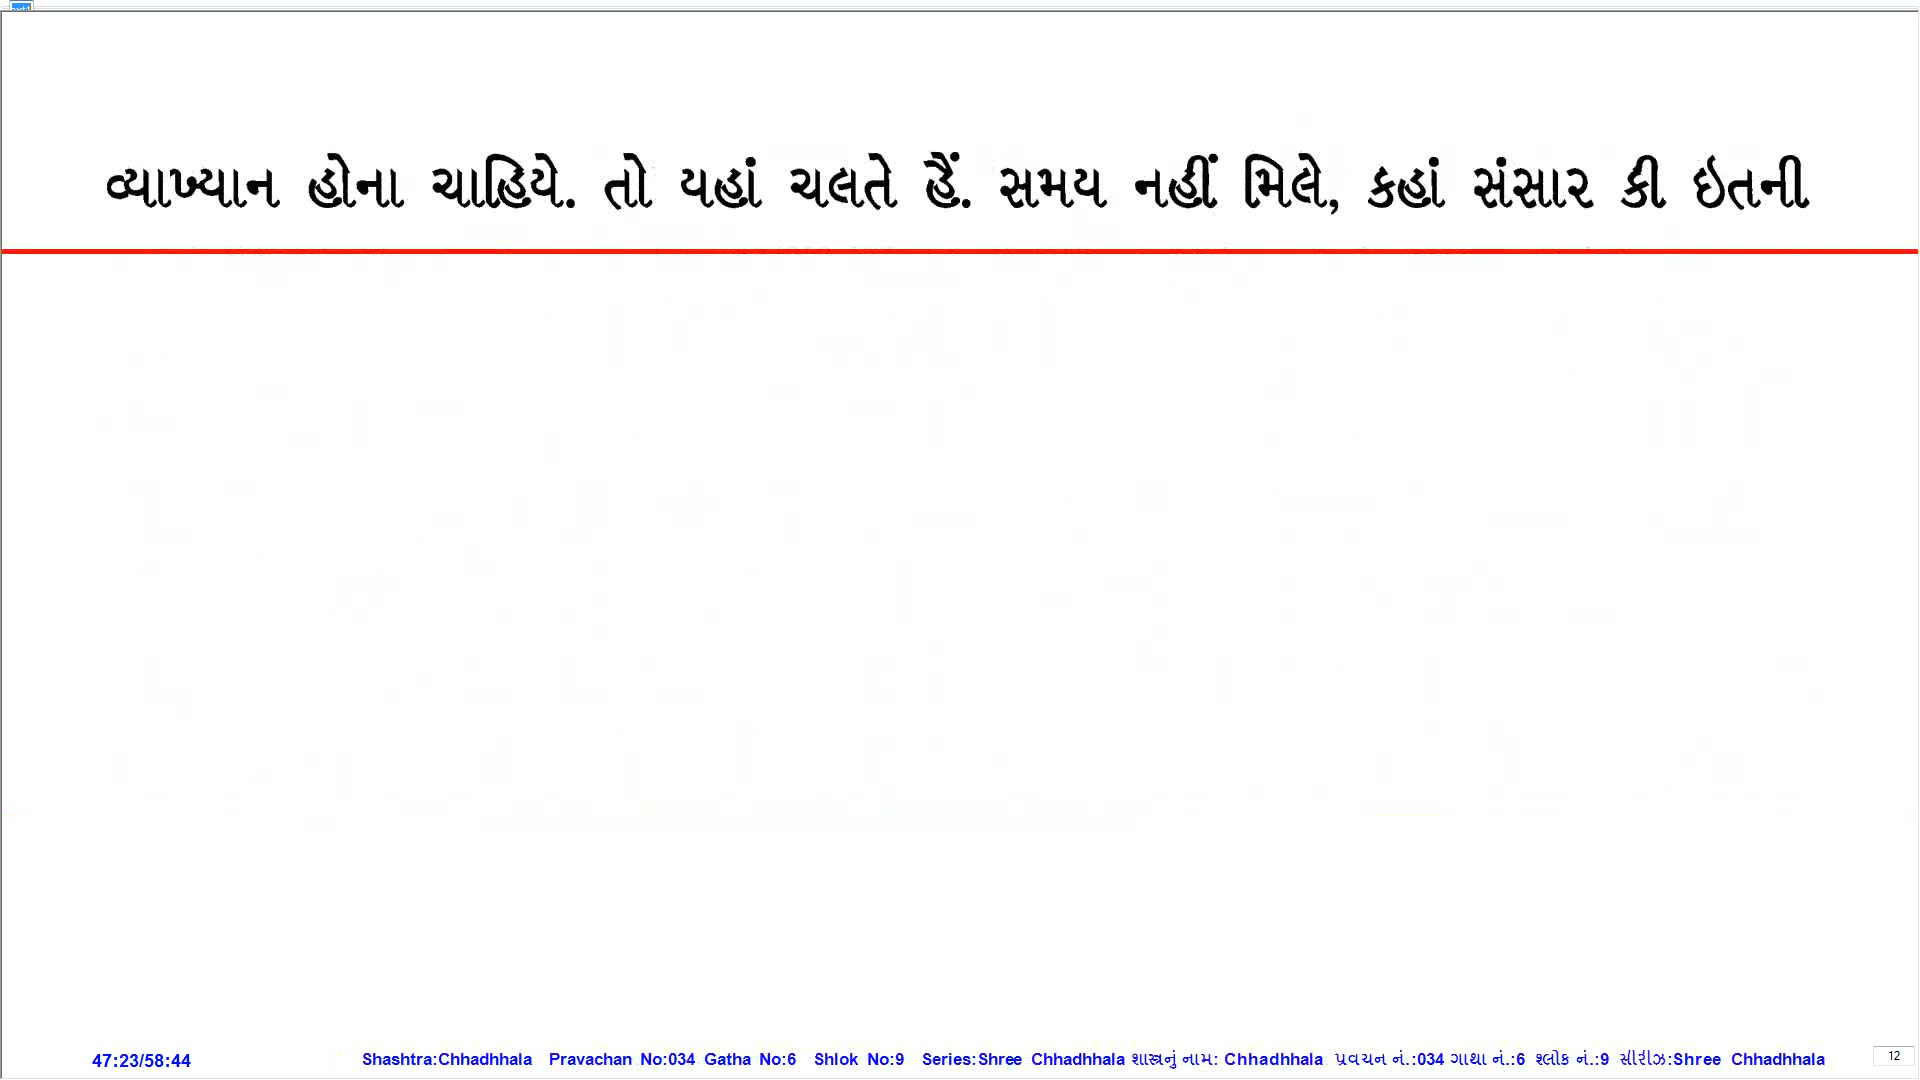 વ્યાખ્યાન હોના ચાહિયે. તો યહાં ચલતે હૈં. સમય નહીં મિલે, કહાં સંસાર કી ઇતની
47:23/58:44 Shashtra:Chhadhhala Pravachan No:034 Gatha No:6 Shlok No:9 Series:Shree Chhadhhala શાસ્ત્રનું નામ: Chhadhhala પ્રવચન નં.:034 ગાથા નં.:6 શ્લોક નં.:9 સીરીઝ:Shree Chhadhhala 12